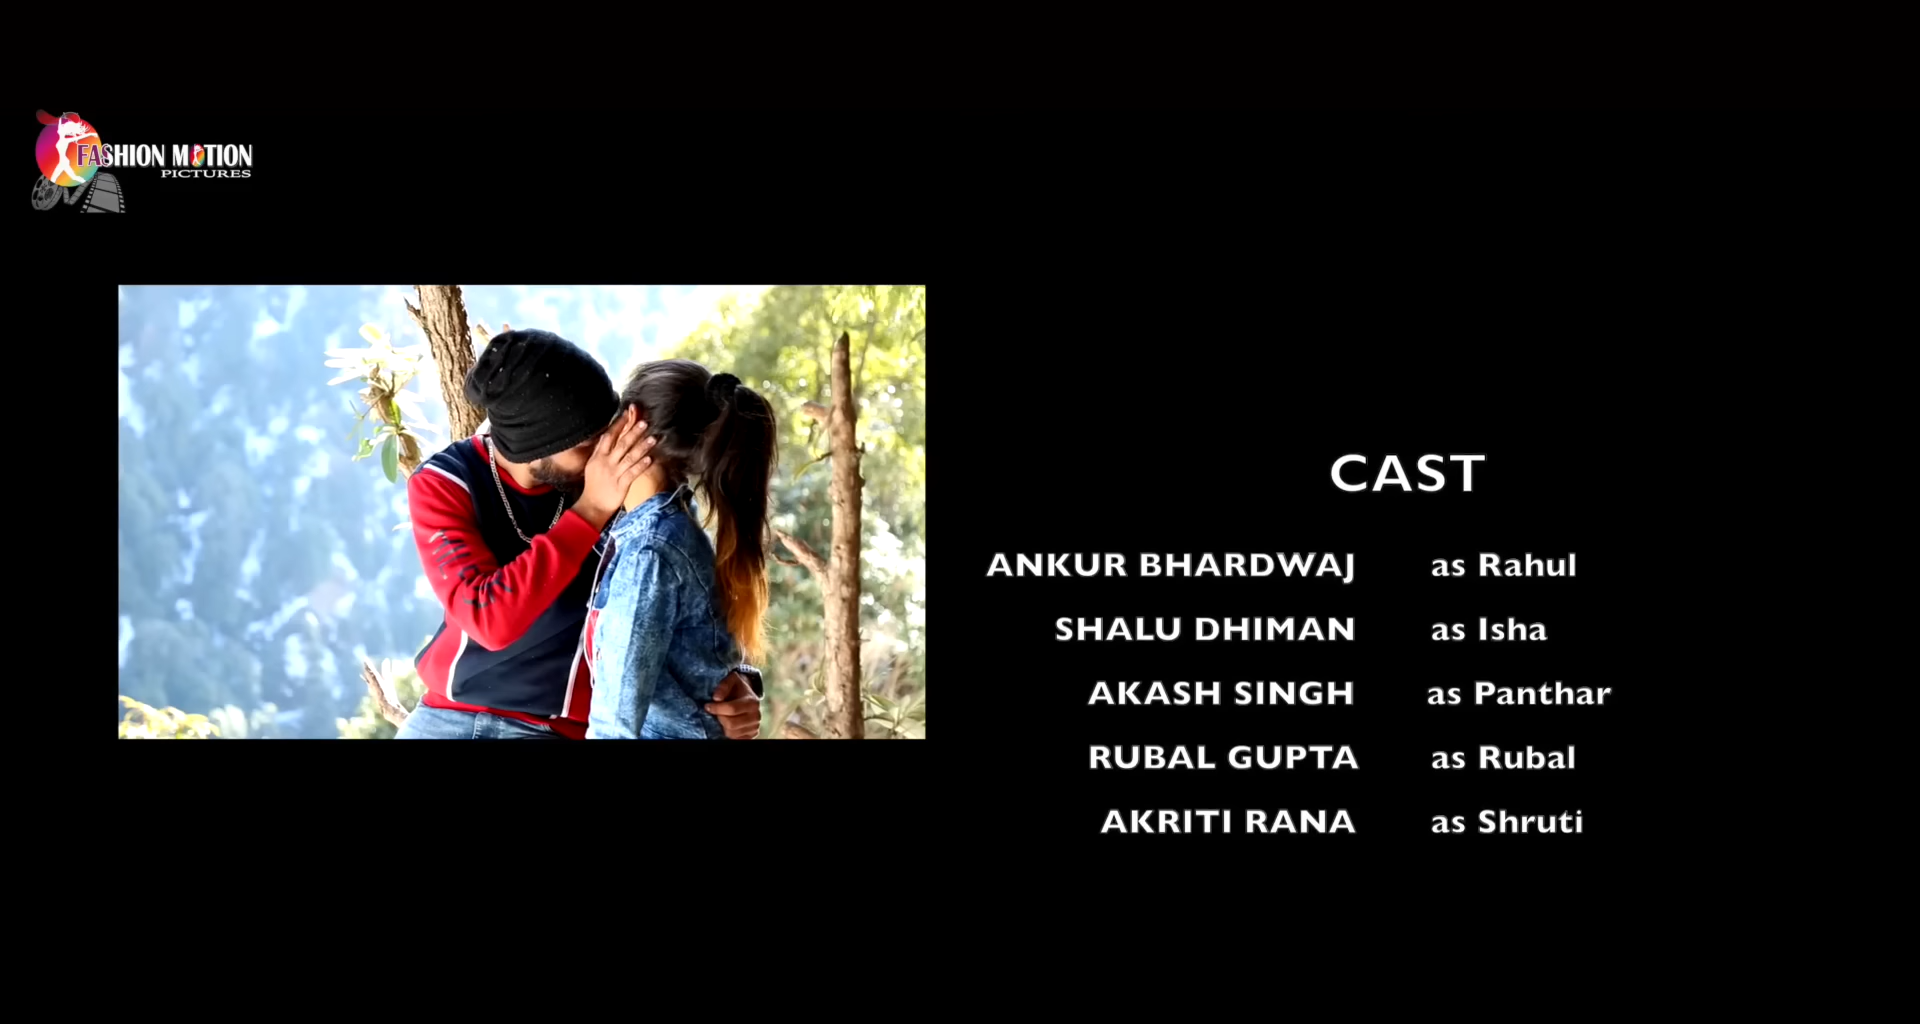 FASHION MOTION
PICTURES
CAST
ANKUR BHARDWAJ as Rahul
SHALU DHIMAN as Isha
AKASH SINGH as Panthar
RUBAL GUPTA as Rubal
AKRITI RANA as Shruti